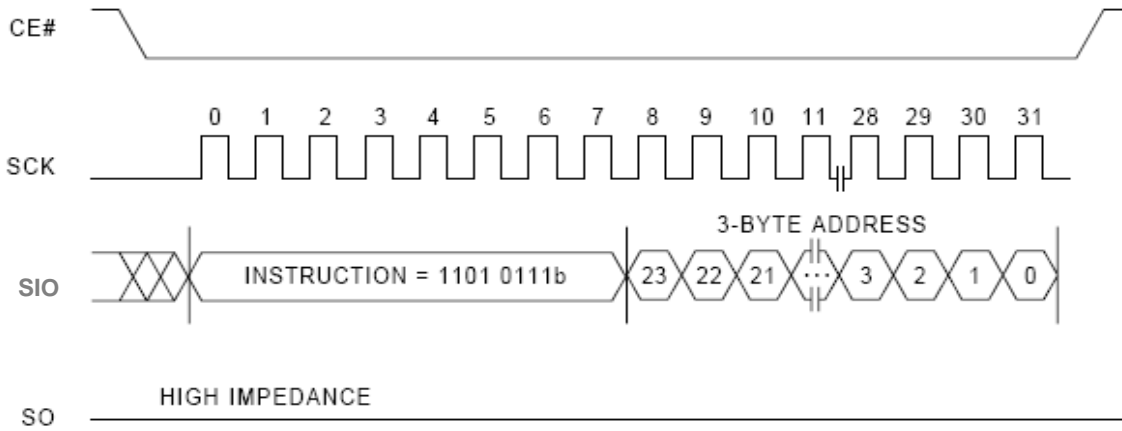 CE#
0 1 2 3 4 5 6 7 8 9 10 11 28 29 30 31
SCK
3-BYTE ADDRESS
SIO INSTRUCTION = 1101 0111b 23 22 21 ... 3 2 1 0
HIGH IMPEDANCE
SO